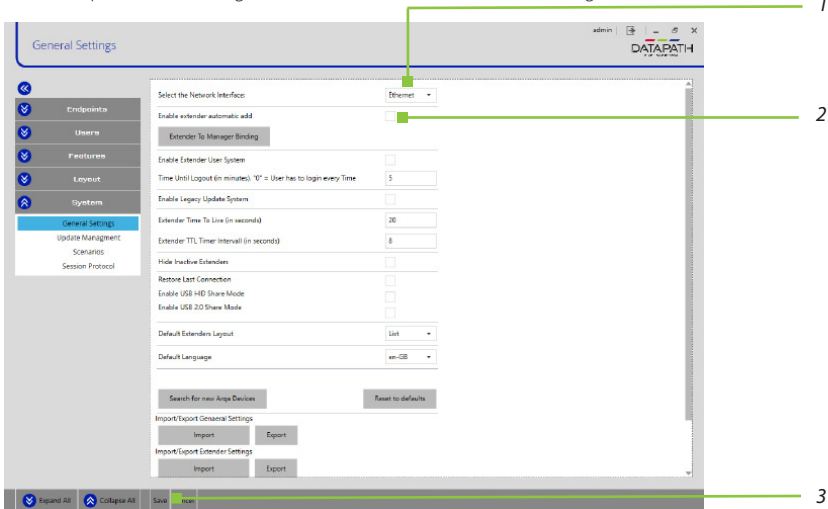 1
admin
General Settings
DATAPATH
Select the Network Interface:
Ethernet
Endpoints
Enable extender automatic add
2
Users
Extender To Manager Binding
Features
Enable Extender User System
Layout
Time Until Logout (in minutes). "0" = User has to login every Time
5
System
Enable Legacy Update System
General Settings
Extender Time To Live (in seconds)
20
Update Managment
Extender TTL Timer Intervall (in seconds)
8
Scenarios
Session Protocol
Hide Inactive Extenders
Restore Last Connection
Enable USB HID Share Mode
Enable USB 2.0 Share Mode
Default Extenders Layout
List
Default Language
en-GB
Search for new Arqa Devices
Reset to defaults
Import/Export Genaeral Settings
Import
Export
Import/Export Extender Settings
Import
Export
Expand All
Collapse All
Save
3